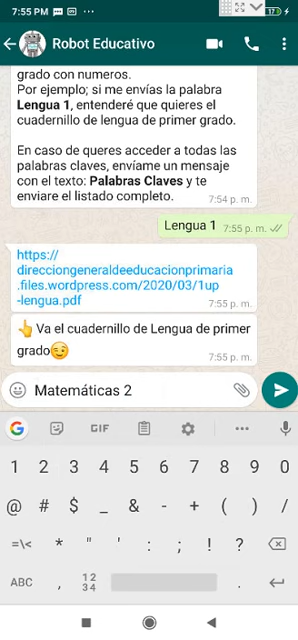 7:55 PM
17
Robot Educativo
grado con numeros.
Por ejemplo; si me envías la palabra
Lengua 1, entenderé que quieres el
cuadernillo de lengua de primer grado.
En caso de queres acceder a todas las
palabras claves, envíame un mensaje
con el texto: Palabras Claves y te
enviare el listado completo. 7:54 p. m.
Lengua 1 7:55 p. m.
https://
direcciongeneraldeeducacionprimaria
.files.wordpress.com/2020/03/1up
-lengua.pdf 7:55 p. m.
👆Va el cuadernillo de Lengua de primer
grado😉 7:55 p. m.
Matemáticas 2
G GIF ...
1 2 3 4 5 6 7 8 9 0
@ # $ _ & - + ( ) /
=\< * " ' : ; ! ?
ABC , 12 .
34